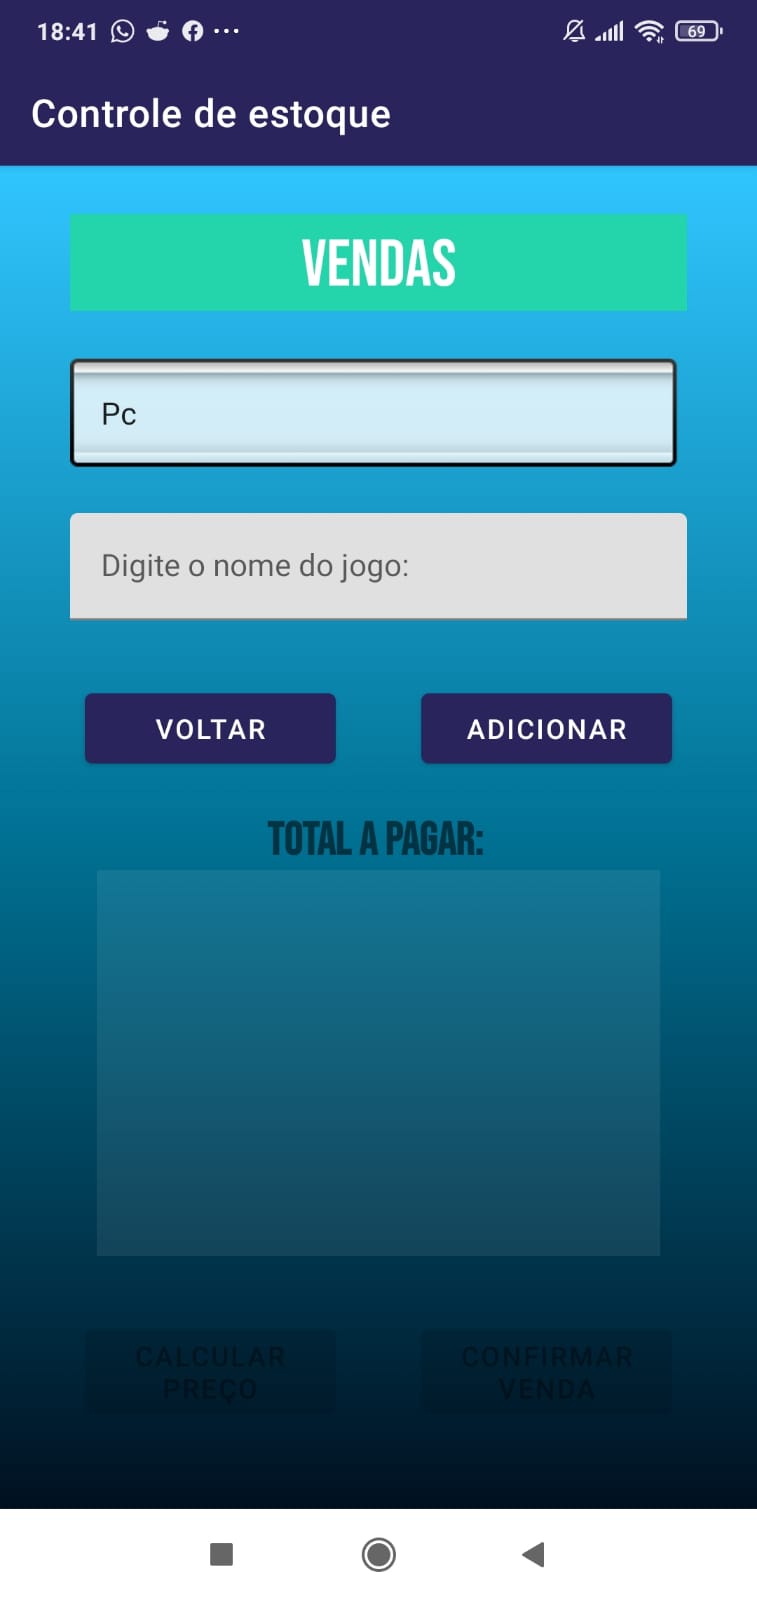 18:41
69
Controle de estoque
VENDAS
Pc
Digite o nome do jogo:
VOLTAR
ADICIONAR
TOTAL A PAGAR:
CALCULAR
PREÇO
CONFIRMAR
VENDA